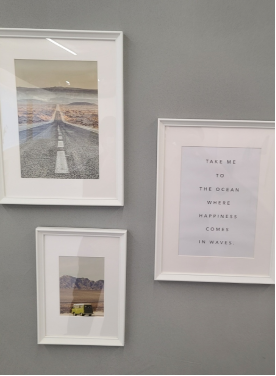 TAKE ME
TO
THE OCEAN
WHERE
HAPPINESS
COMES
IN WAVES.